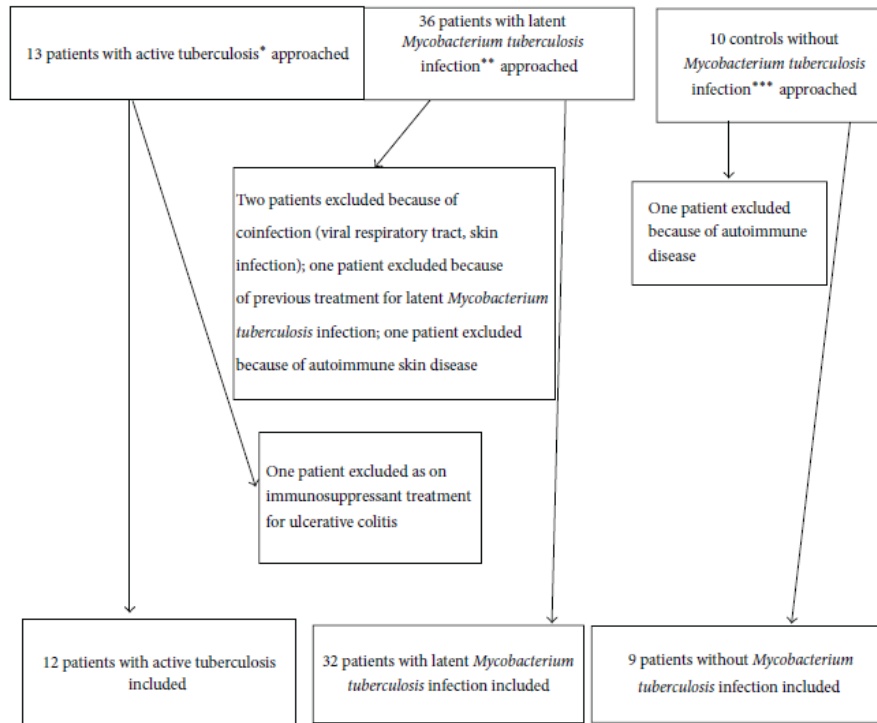 13 patients with active tuberculosis* approached
36 patients with latent
Mycobacterium tuberculosis
infection** approached
10 controls without
Mycobacterium tuberculosis
infection*** approached
Two patients excluded because of
coinfection (viral respiratory tract, skin
infection); one patient excluded because
of previous treatment for latent Mycobacterium
tuberculosis infection; one patient excluded
because of autoimmune skin disease
One patient excluded
because of autoimmune
disease
One patient excluded as on
immunosuppressant treatment
for ulcerative colitis
12 patients with active tuberculosis
included
32 patients with latent Mycobacterium
tuberculosis infection included
9 patients without Mycobacterium
tuberculosis infection included